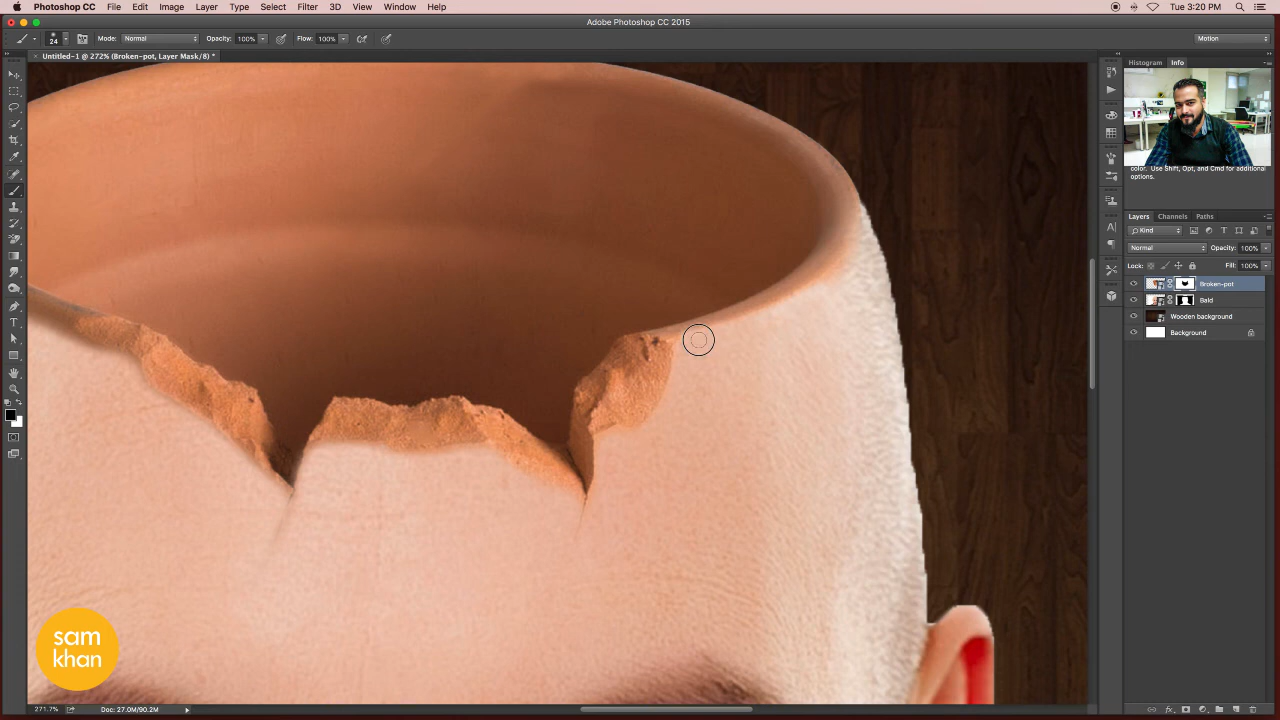 Photoshop CC File Edit Image Layer Type Select Filter 3D View Window Help Tue 3:20 PM
Adobe Photoshop CC 2015
24 Mode: Normal Opacity: 100% Flow: 100% Motion
Untitled-1 @ 272% (Broken-pot, Layer Mask/8) *
Histogram Info
color. Use Shift, Opt, and Cmd for additional
options.
Layers Channels Paths
Kind
Normal Opacity: 100%
Lock: Fill: 100%
Broken-pot
Bald
Wooden background
Background
sam
khan
271.7% Doc: 27.0M/90.2M